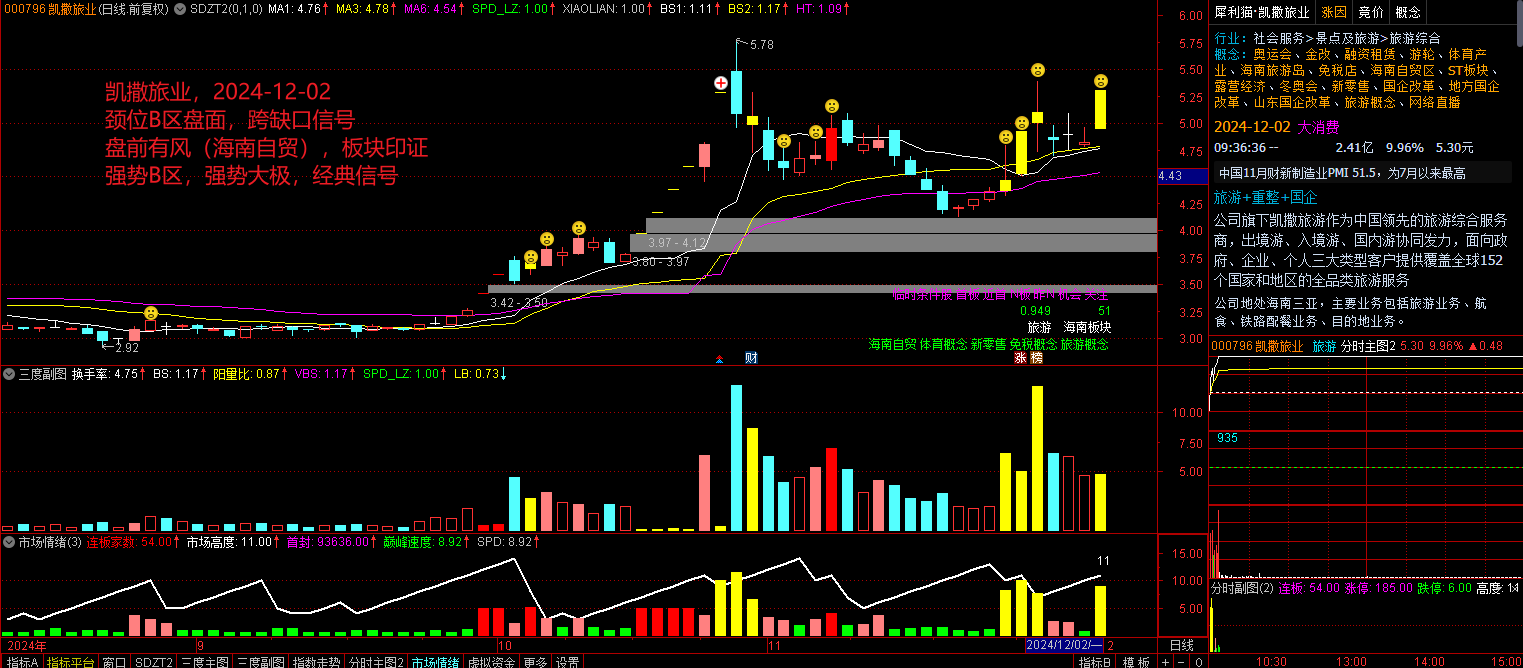 000796 凯撒旅业(日线.前复权) SDZT2(0,1,0) MA1: 4.76↑ MA3: 4.78↑ MA6: 4.54↑ SPD_LZ: 1.00↑ XIAOLIAN: 1.00↑ BS1: 1.11↑ BS2: 1.17↑ HT: 1.09↑
凯撒旅业，2024-12-02
颈位B区盘面，跨缺口信号
盘前有风（海南自贸），板块印证
强势B区，强势大极，经典信号
5.78
3.97 - 4.12
3.80 - 3.97
3.42 - 3.50
2.92
0.949 51
旅游 海南板块
海南自贸 体育概念 新零售 免税概念 旅游概念
财 涨 榜
6.00
5.75
5.50
5.25
5.00
4.75
4.43
4.25
4.00
3.75
3.50
3.25
3.00
三度副图 换手率: 4.75↑ BS: 1.17↑ 阳量比: 0.87↑ VBS: 1.17↑ SPD_LZ: 1.00↑ LB: 0.73↓
10.00
7.50
5.00
市场情绪(3) 连板家数: 54.00↑ 市场高度: 11.00↑ 首封: 93636.00↑ 巅峰速度: 8.92↑ SPD: 8.92↑
11
15.00
10.00
5.00
2024年 9 10 11 2024/12/02/一 2 日线
指标A 指标平台 窗口 SDZT2 三度主图 三度副图 指数走势 分时主图2 市场情绪 虚拟资金 更多 设置 指标B 模板 + - O
犀利猫·凯撒旅业 涨因 竞价 概念
行业: 社会服务>景点及旅游>旅游综合
概念: 奥运会、金改、融资租赁、游轮、体育产
业、海南旅游岛、免税店、海南自贸区、ST板块、
露营经济、冬奥会、新零售、国企改革、地方国企
改革、山东国企改革、旅游概念、网络直播
2024-12-02 大消费
09:36:36 -- 2.41亿 9.96% 5.30元
中国11月财新制造业PMI 51.5，为7月以来最高
旅游+重整+国企
公司旗下凯撒旅游作为中国领先的旅游综合服务
商，出境游、入境游、国内游协同发力，面向政
府、企业、个人三大类型客户提供覆盖全球152
个国家和地区的全品类旅游服务
公司地处海南三亚，主要业务包括旅游业务、航
食、铁路配餐业务、目的地业务。
000796 凯撒旅业 旅游 分时主图2 5.30 9.96% ▲0.48
935
分时副图(2) 连板: 54.00 涨停: 185.00 跌停: 6.00 高度: 11
10:30 13:00 14:00 15:00